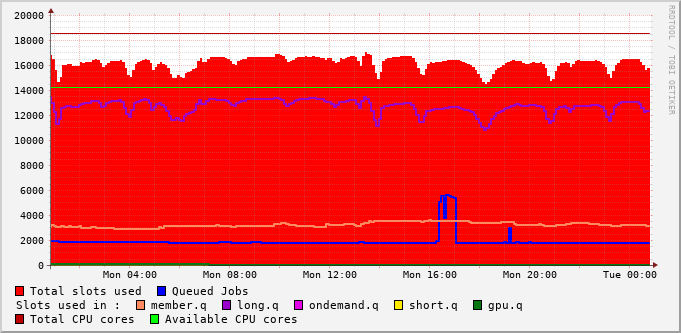 20000
18000
16000
14000
12000
10000
8000
6000
4000
2000
0
Mon 04:00 Mon 08:00 Mon 12:00 Mon 16:00 Mon 20:00 Tue 00:00
RRDTOOL / TOBI OETIKER
Total slots used Queued Jobs
Slots used in : member.q long.q ondemand.q short.q gpu.q
Total CPU cores Available CPU cores